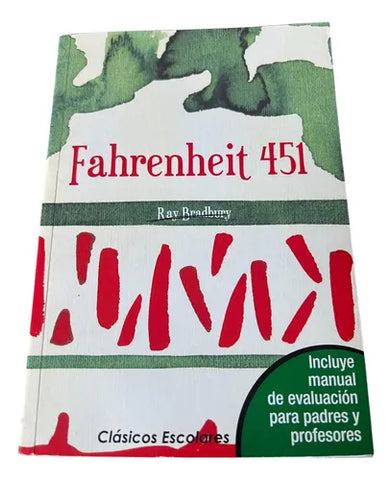 Fahrenheit 451
Ray Bradbury
Incluye
manual
de evaluación
para padres y
profesores
Clásicos Escolares